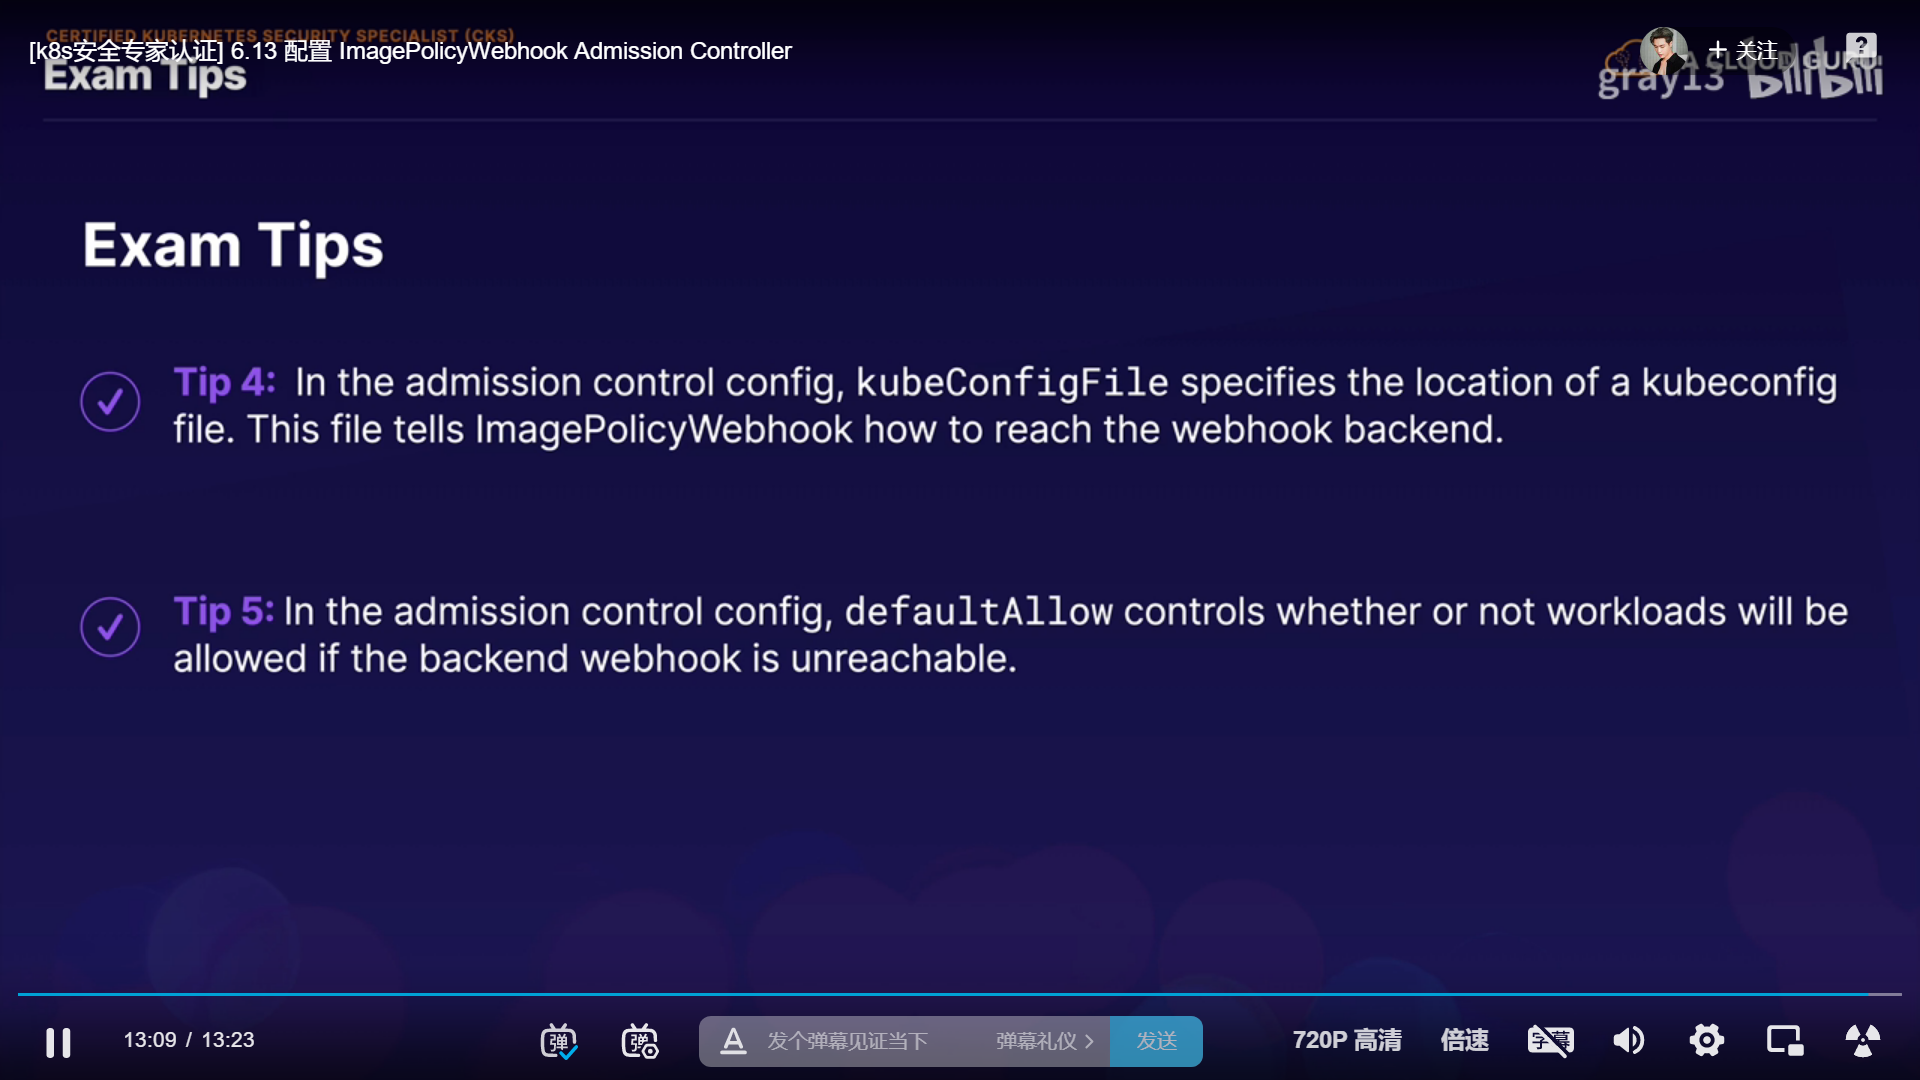 CERTIFIED KUBERNETES SECURITY SPECIALIST (CKS)
[k8s安全专家认证] 6.13 配置 ImagePolicyWebhook Admission Controller
Exam Tips
+ 关注
A CLOUD GURU
gray13 bilibili
Exam Tips
Tip 4: In the admission control config, kubeConfigFile specifies the location of a kubeconfig
file. This file tells ImagePolicyWebhook how to reach the webhook backend.
Tip 5: In the admission control config, defaultAllow controls whether or not workloads will be
allowed if the backend webhook is unreachable.
13:09 / 13:23
弹
弹
A
发个弹幕见证当下
弹幕礼仪 >
发送
720P 高清
倍速
字幕